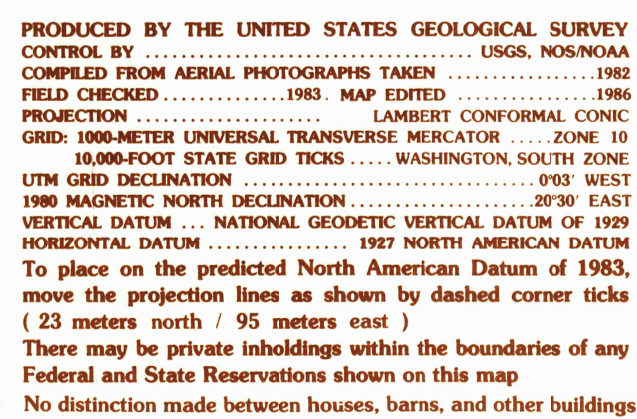 PRODUCED BY THE UNITED STATES GEOLOGICAL SURVEY
CONTROL BY ..................................... USGS, NOS/NOAA
COMPILED FROM AERIAL PHOTOGRAPHS TAKEN ................1982
FIELD CHECKED .............1983. MAP EDITED .................1986
PROJECTION ..................... LAMBERT CONFORMAL CONIC
GRID: 1000-METER UNIVERSAL TRANSVERSE MERCATOR .....ZONE 10
10,000-FOOT STATE GRID TICKS ..... WASHINGTON, SOUTH ZONE
UTM GRID DECLINATION ................................. 0°03′ WEST
1980 MAGNETIC NORTH DECLINATION ....................20°30′ EAST
VERTICAL DATUM ... NATIONAL GEODETIC VERTICAL DATUM OF 1929
HORIZONTAL DATUM ................ 1927 NORTH AMERICAN DATUM
To place on the predicted North American Datum of 1983,
move the projection lines as shown by dashed corner ticks
( 23 meters north / 95 meters east )
There may be private inholdings within the boundaries of any
Federal and State Reservations shown on this map
No distinction made between houses, barns, and other buildings